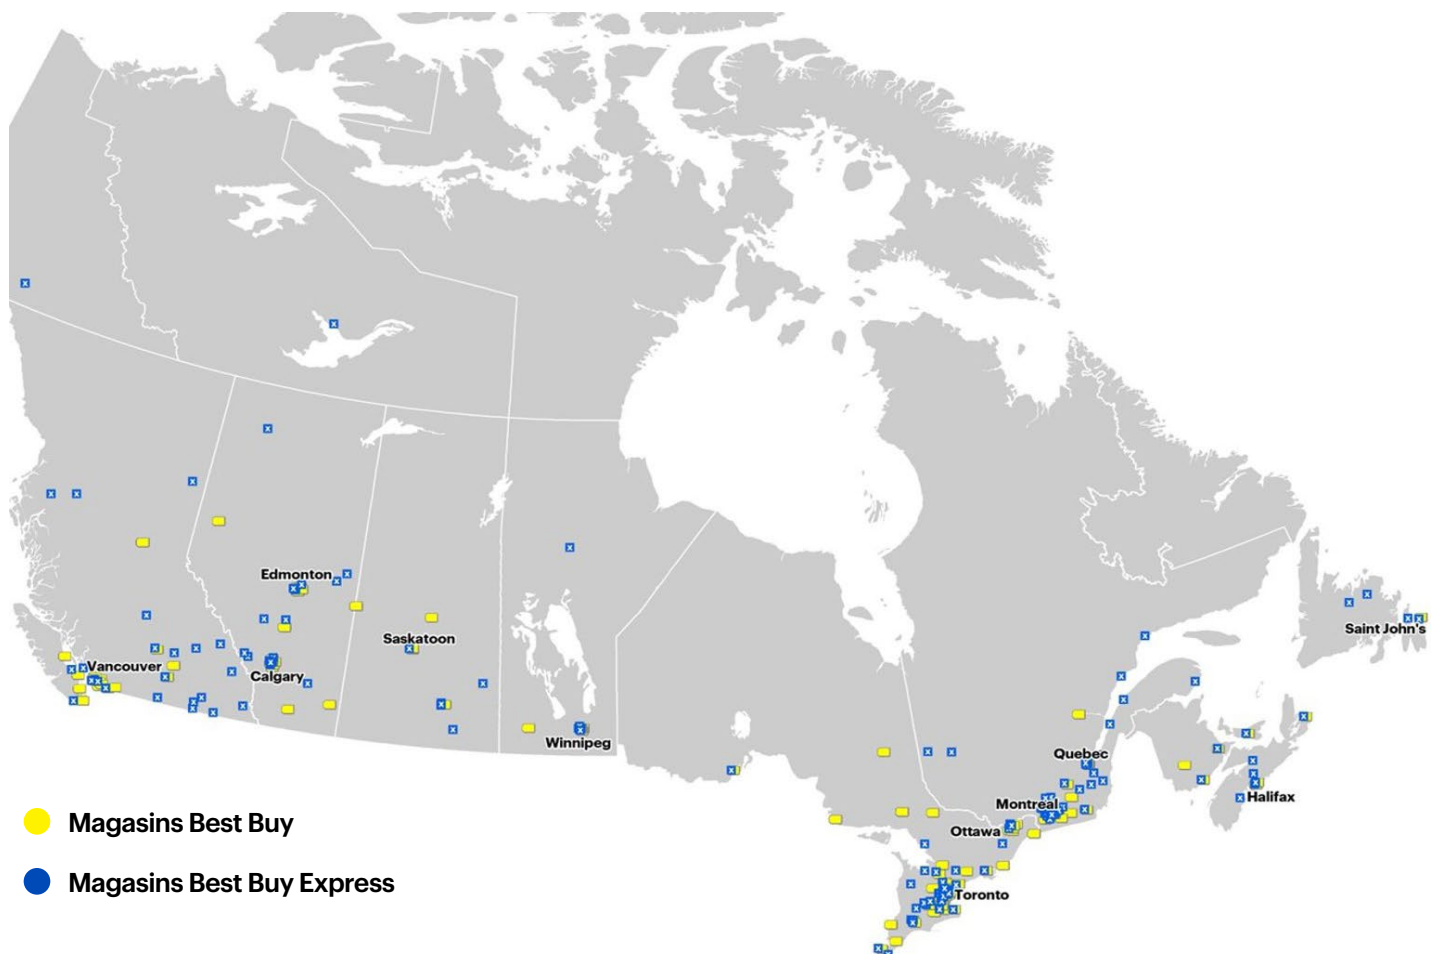 Edmonton
Saskatoon
Saint John's
Vancouver
Calgary
Winnipeg
Quebec
Halifax
Montreal
Ottawa
Toronto
Magasins Best Buy
Magasins Best Buy Express